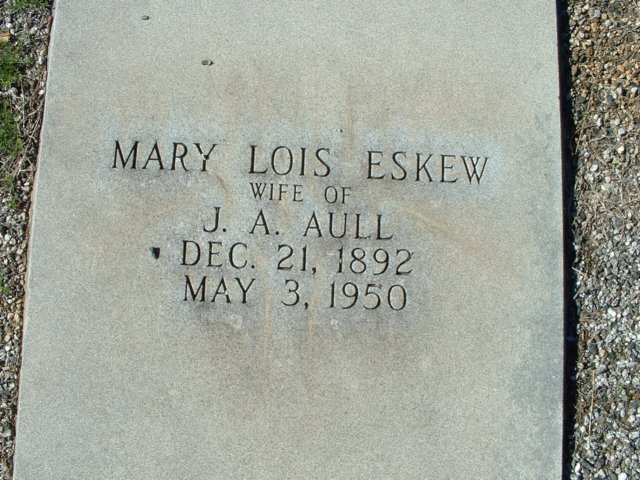 MARY LOIS ESKEW
WIFE OF
J. A. AULL
DEC. 21, 1892
MAY 3, 1950